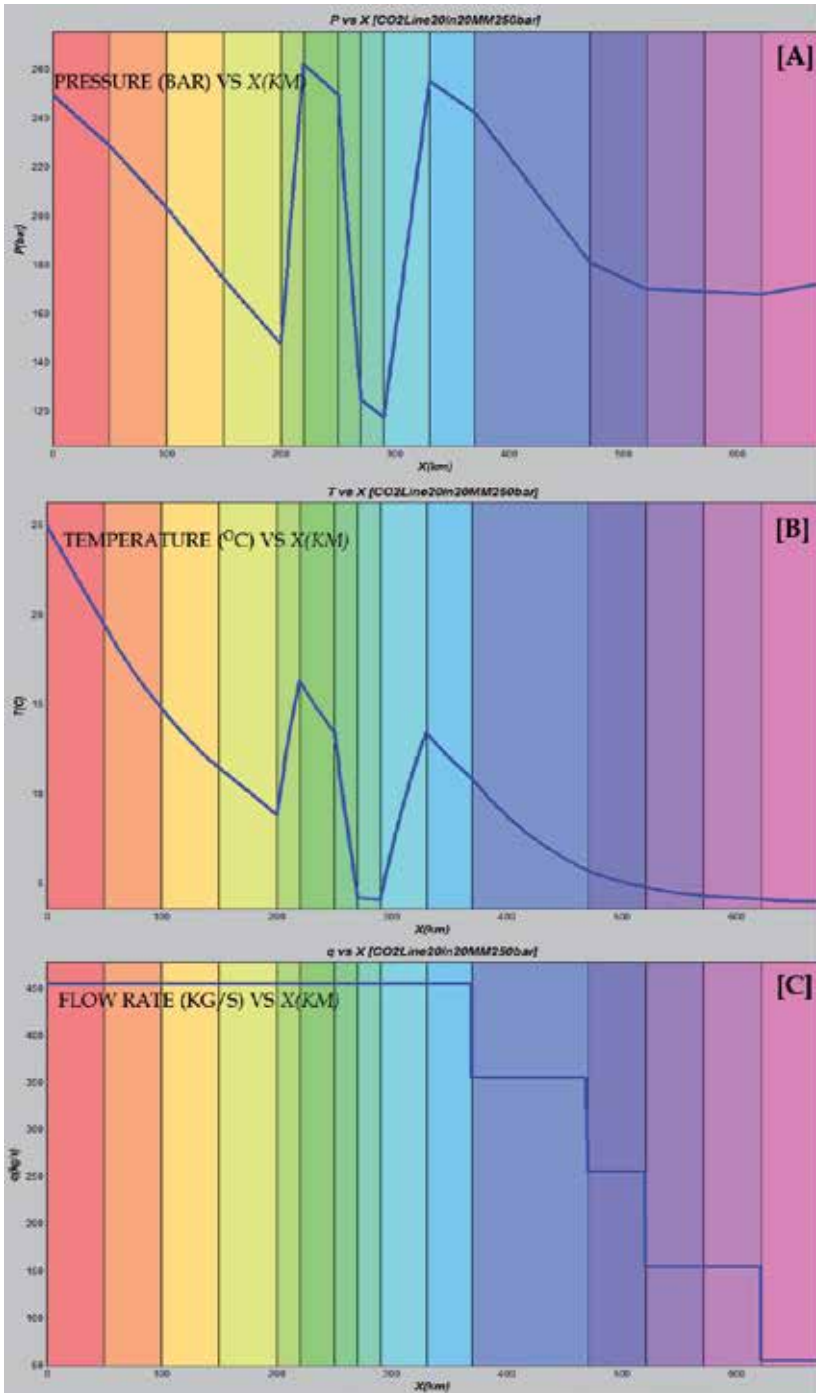 P vs X [CO2Line20in20MM250bar]
[A]
PRESSURE (BAR) VS X(KM)
260
240
220
200
180
160
140
120
P(bar)
0 100 200 300 400 500 600
X(km)
T vs X [CO2Line20in20MM250bar]
[B]
TEMPERATURE (OC) VS X(KM)
25
20
15
10
5
T(C)
0 100 200 300 400 500 600
X(km)
q vs X [CO2Line20in20MM250bar]
[C]
FLOW RATE (KG/S) VS X(KM)
450
400
350
300
250
200
150
100
50
q(kg/s)
0 100 200 300 400 500 600
X(km)